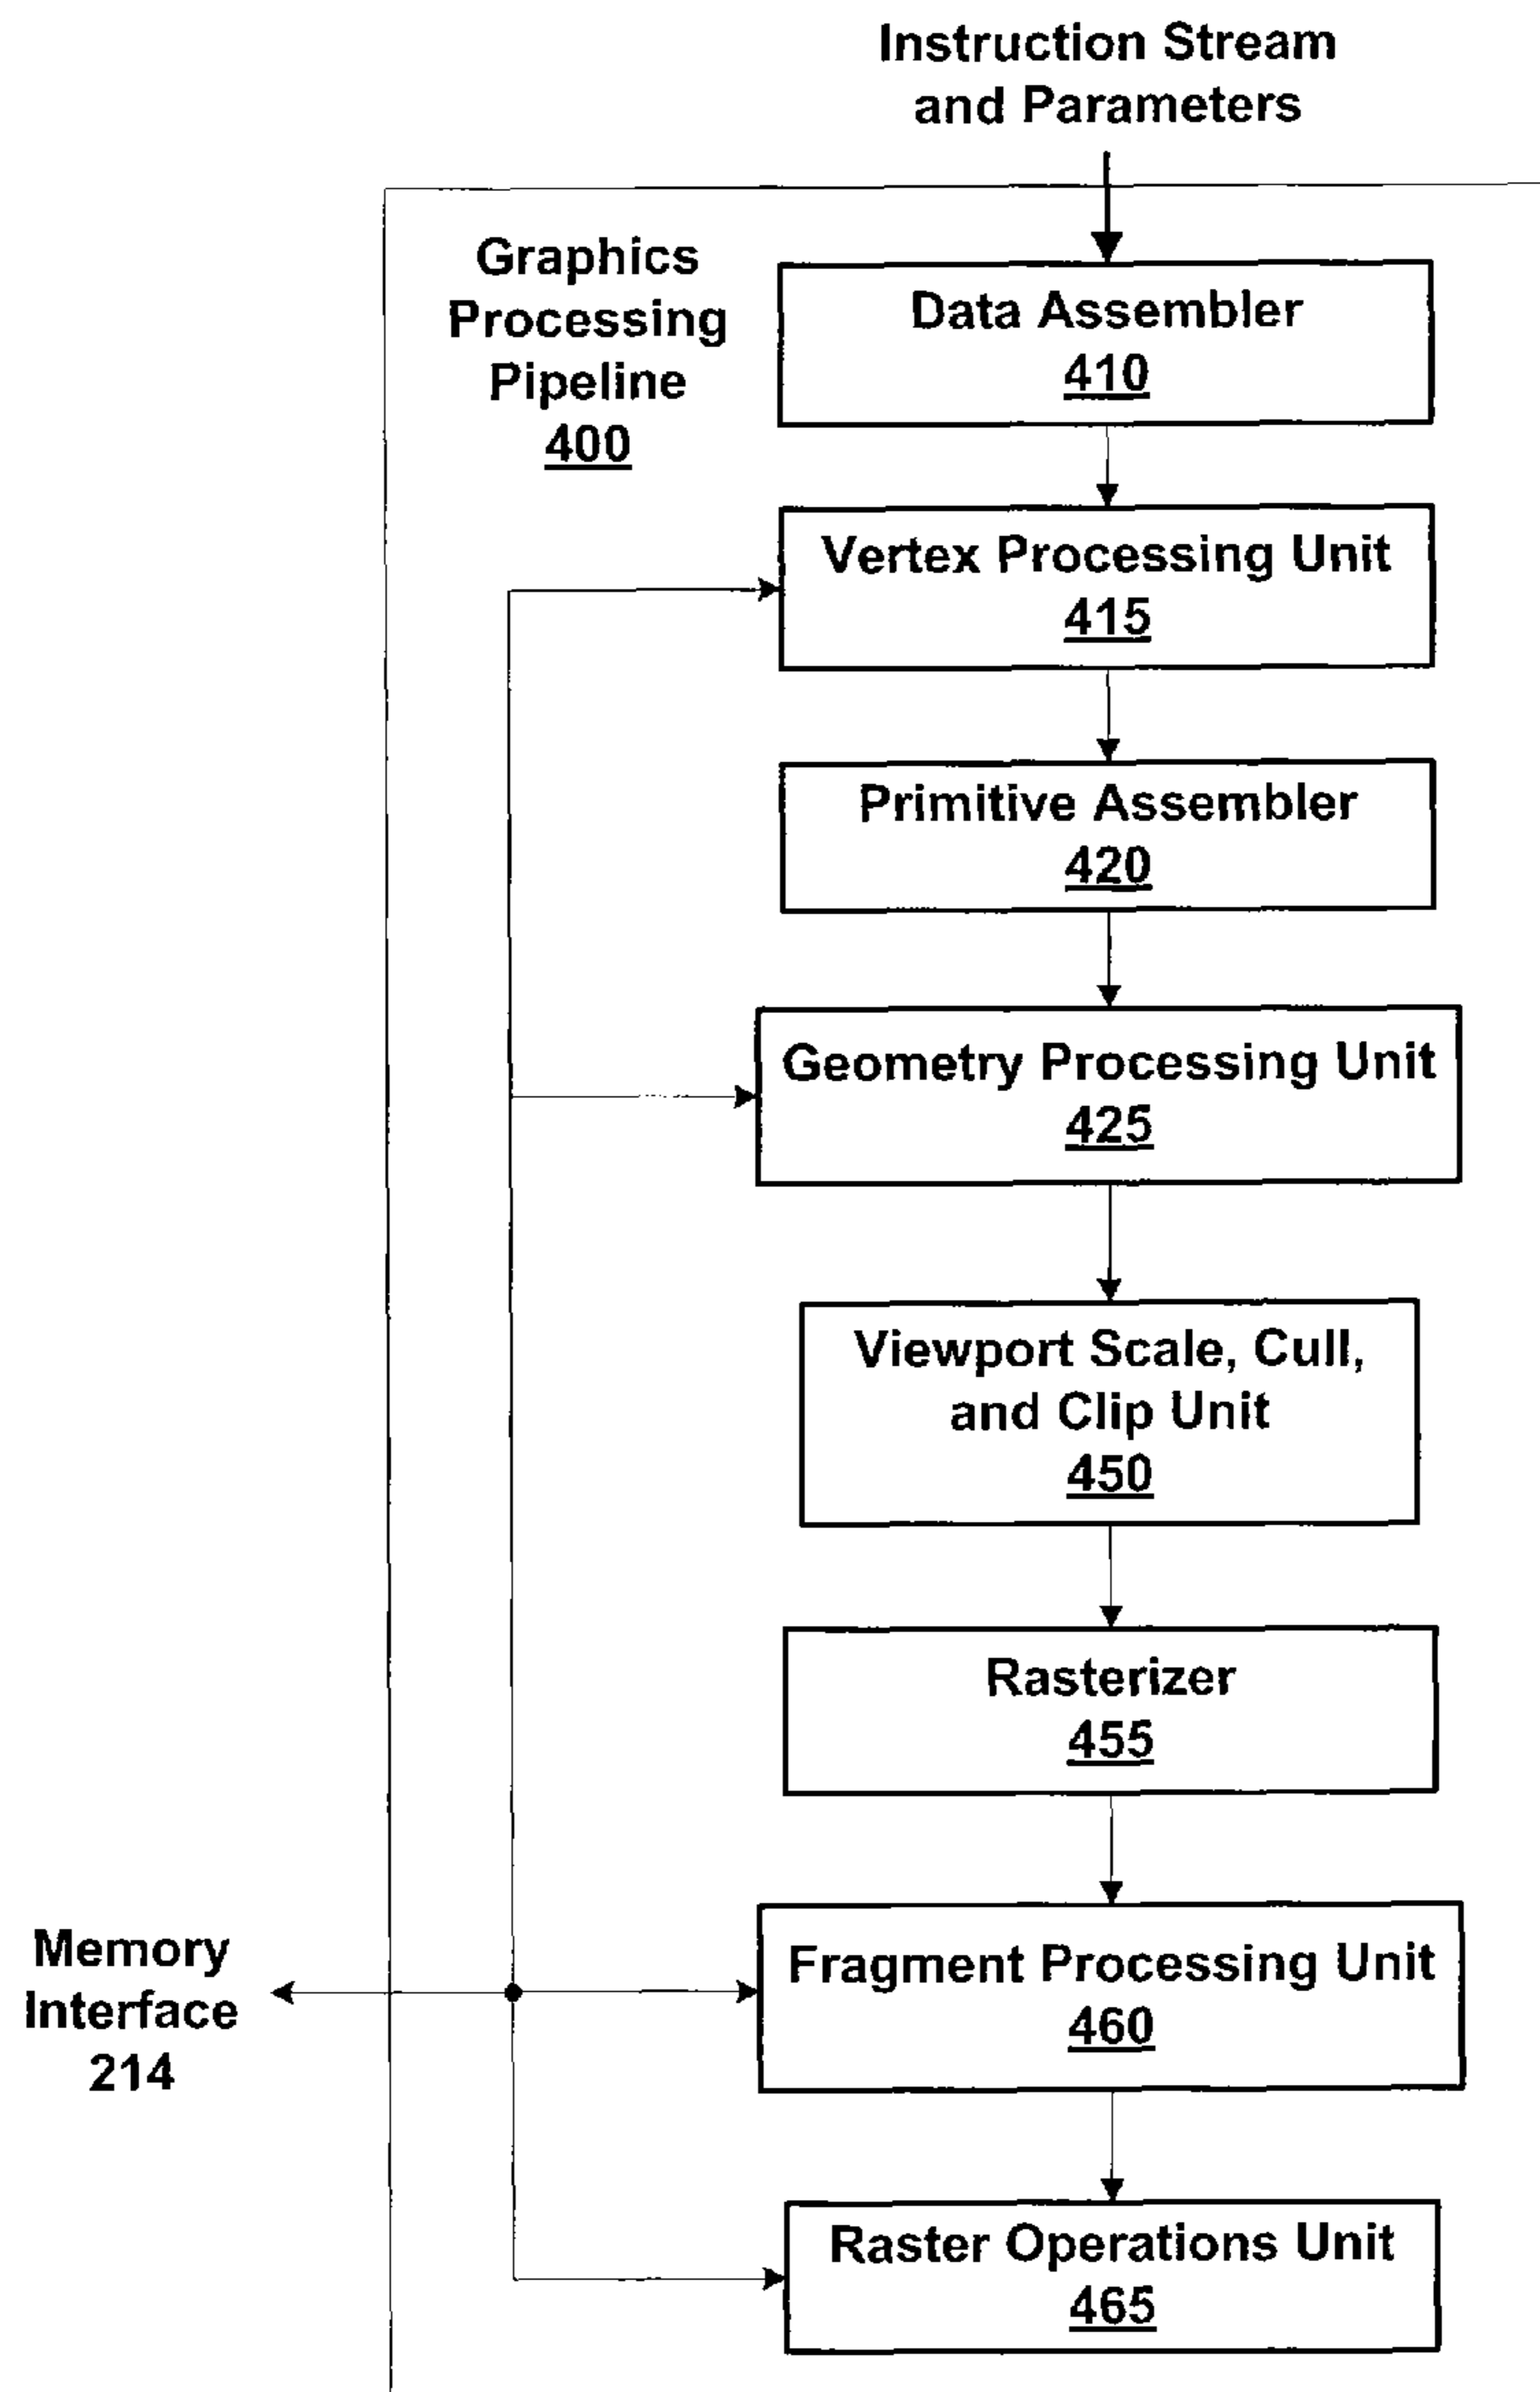 Instruction Stream
and Parameters
Graphics
Processing
Pipeline
400
Data Assembler
410
Vertex Processing Unit
415
Primitive Assembler
420
Geometry Processing Unit
425
Viewport Scale, Cull,
and Clip Unit
450
Rasterizer
455
Memory
Interface
214
Fragment Processing Unit
460
Raster Operations Unit
465